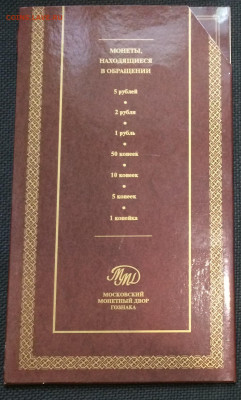 МОНЕТЫ,
НАХОДЯЩИЕСЯ
В ОБРАЩЕНИИ
5 рублей
2 рубля
1 рубль
50 копеек
10 копеек
5 копеек
1 копейка
ММД
МОСКОВСКИЙ
МОНЕТНЫЙ ДВОР
ГОЗНАКА